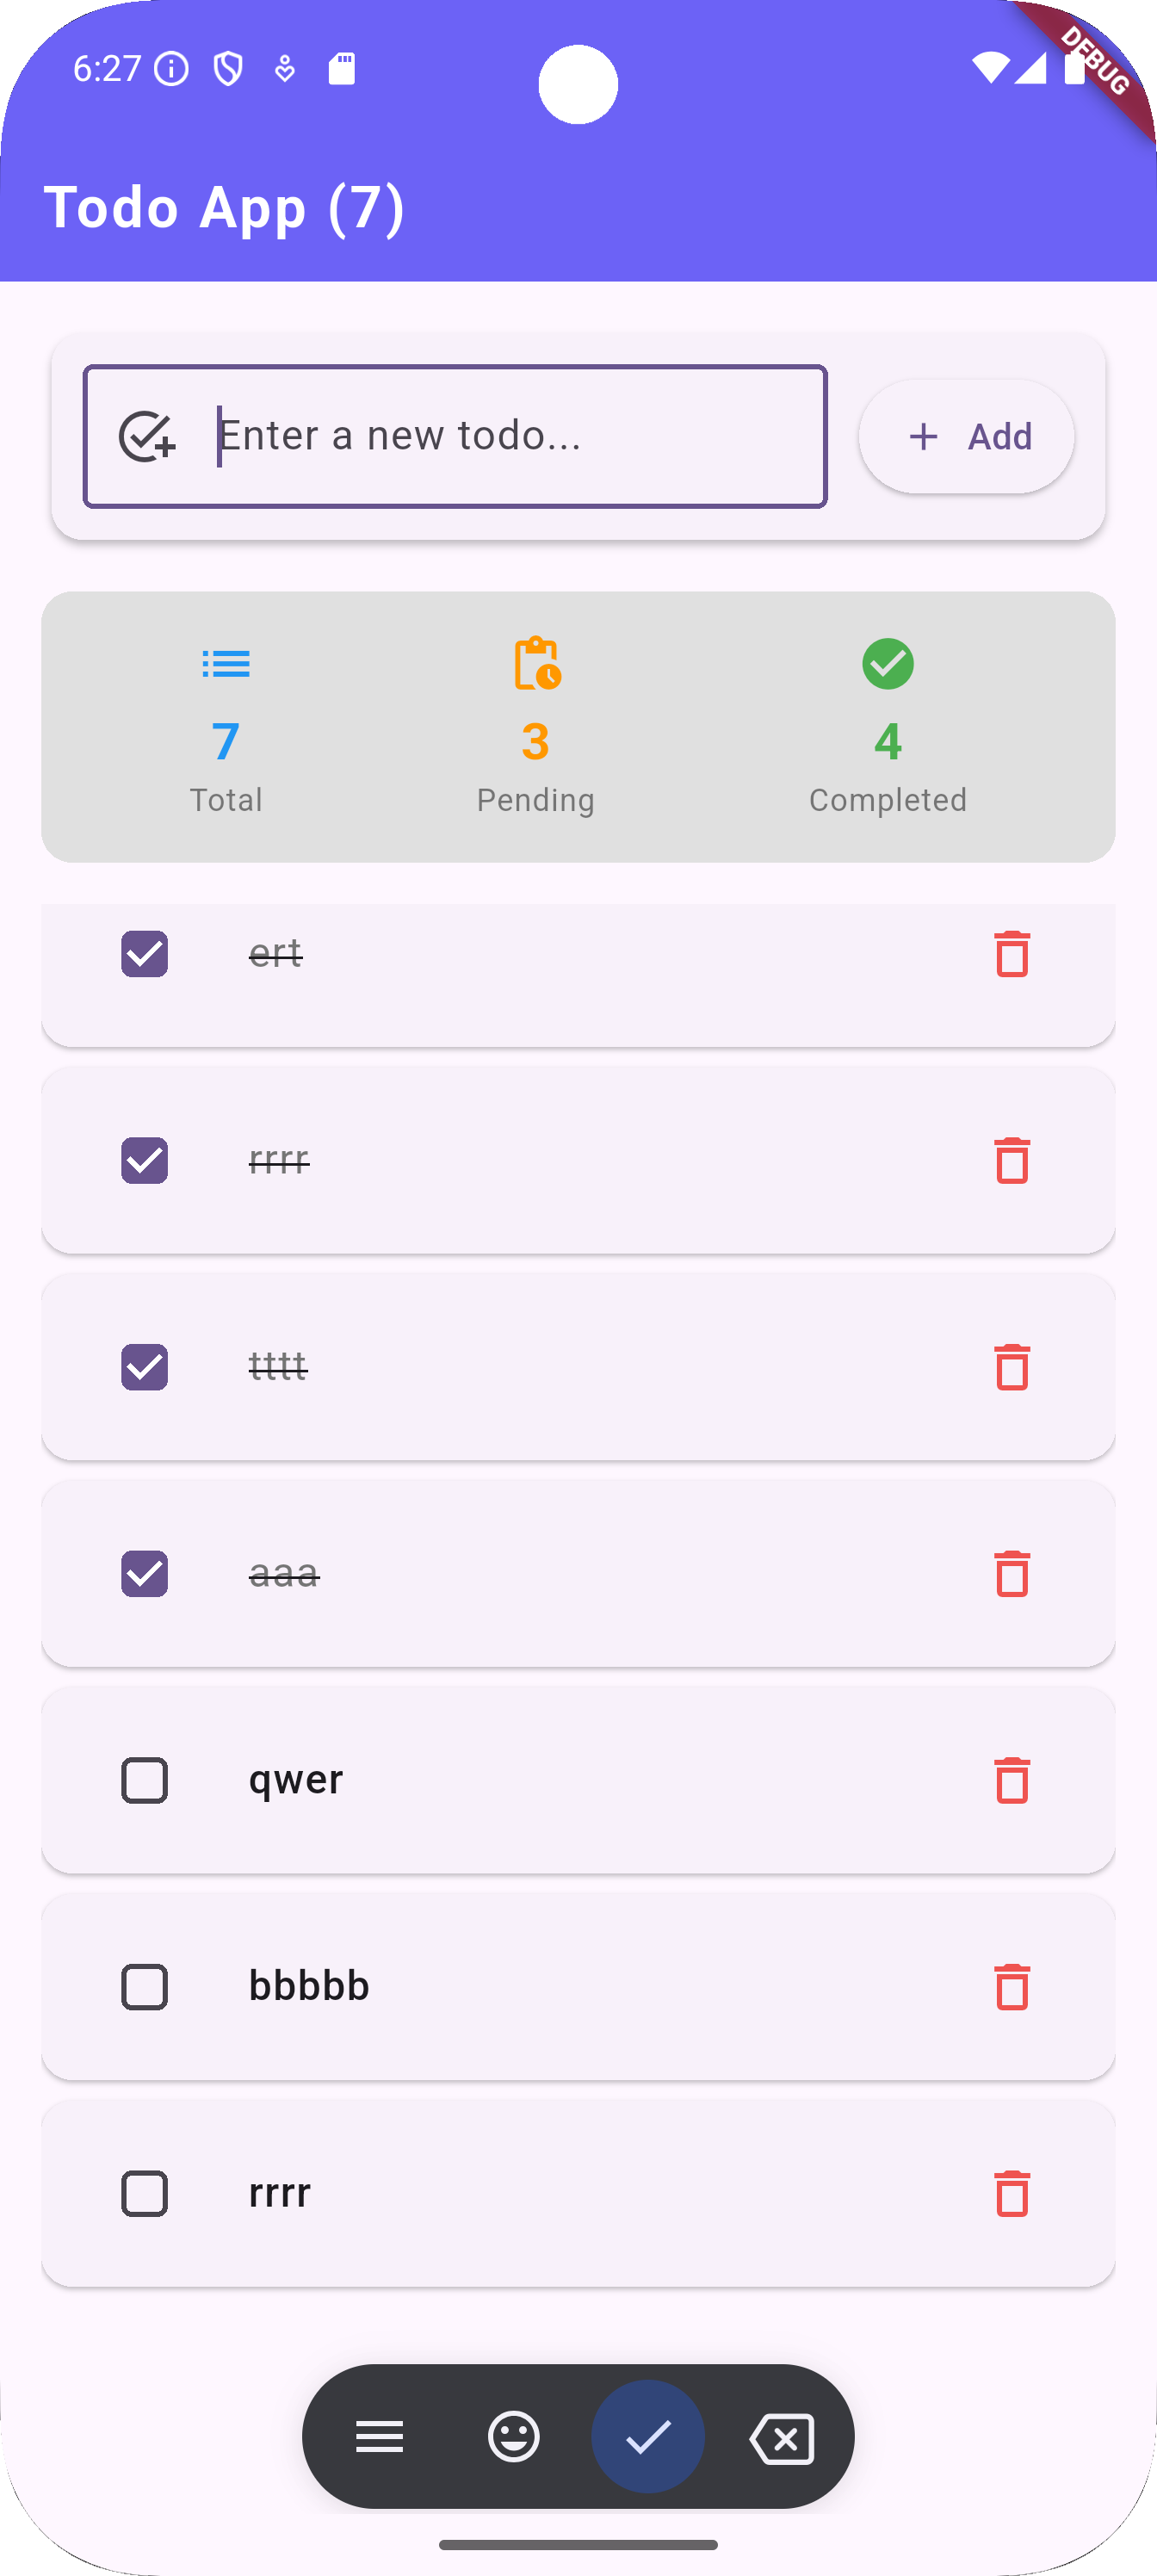 6:27
DEBUG
Todo App (7)
Enter a new todo...
+ Add
7 3 4
Total Pending Completed
ert
rrrr
tttt
aaa
qwer
bbbbb
rrrr